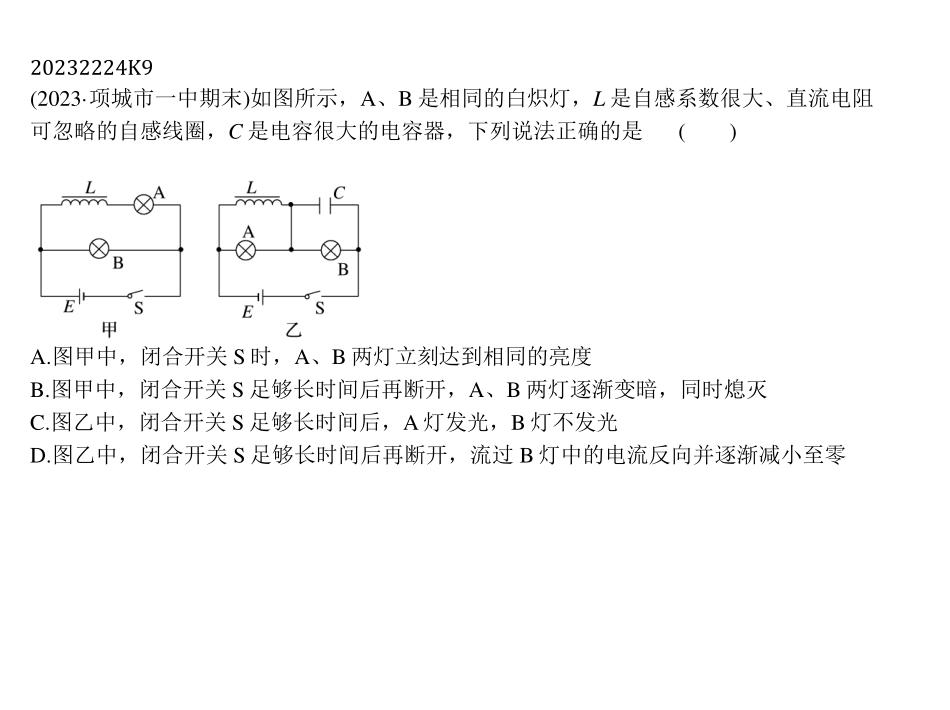 20232224K9
(2023·项城市一中期末)如图所示，A、B 是相同的白炽灯，L 是自感系数很大、直流电阻
可忽略的自感线圈，C 是电容很大的电容器，下列说法正确的是 ( )
L A L C
B A B
E S E S
甲 乙
A.图甲中，闭合开关 S 时，A、B 两灯立刻达到相同的亮度
B.图甲中，闭合开关 S 足够长时间后再断开，A、B 两灯逐渐变暗，同时熄灭
C.图乙中，闭合开关 S 足够长时间后，A 灯发光，B 灯不发光
D.图乙中，闭合开关 S 足够长时间后再断开，流过 B 灯中的电流反向并逐渐减小至零